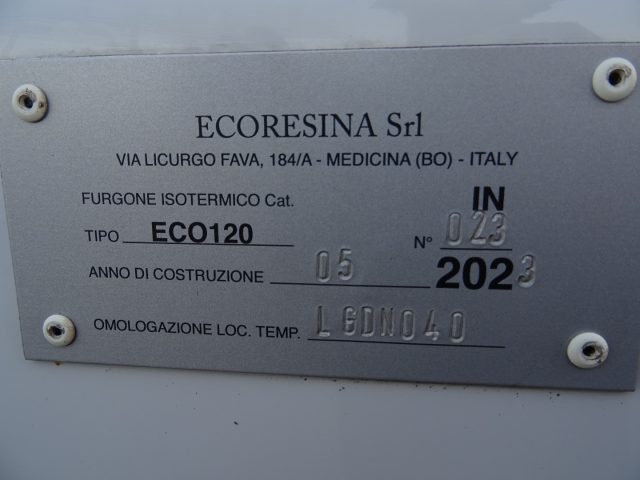 ECORESINA Srl
VIA LICURGO FAVA, 184/A - MEDICINA (BO) - ITALY
FURGONE ISOTERMICO Cat. IN
TIPO ECO120 N° 023
ANNO DI COSTRUZIONE 05 2023
OMOLOGAZIONE LOC. TEMP. LGDN040